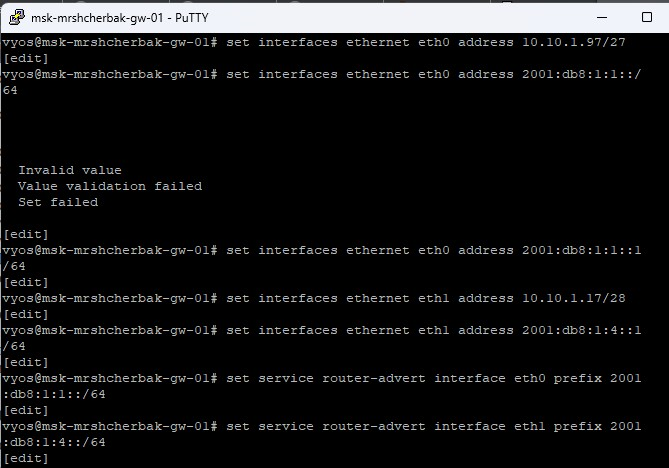 msk-mrshcherbak-gw-01 - PuTTY
vyos@msk-mrshcherbak-gw-01# set interfaces ethernet eth0 address 10.10.1.97/27
[edit]
vyos@msk-mrshcherbak-gw-01# set interfaces ethernet eth0 address 2001:db8:1:1::/
64
Invalid value
Value validation failed
Set failed
[edit]
vyos@msk-mrshcherbak-gw-01# set interfaces ethernet eth0 address 2001:db8:1:1::1
/64
[edit]
vyos@msk-mrshcherbak-gw-01# set interfaces ethernet eth1 address 10.10.1.17/28
[edit]
vyos@msk-mrshcherbak-gw-01# set interfaces ethernet eth1 address 2001:db8:1:4::1
/64
[edit]
vyos@msk-mrshcherbak-gw-01# set service router-advert interface eth0 prefix 2001
:db8:1:1::/64
[edit]
vyos@msk-mrshcherbak-gw-01# set service router-advert interface eth1 prefix 2001
:db8:1:4::/64
[edit]